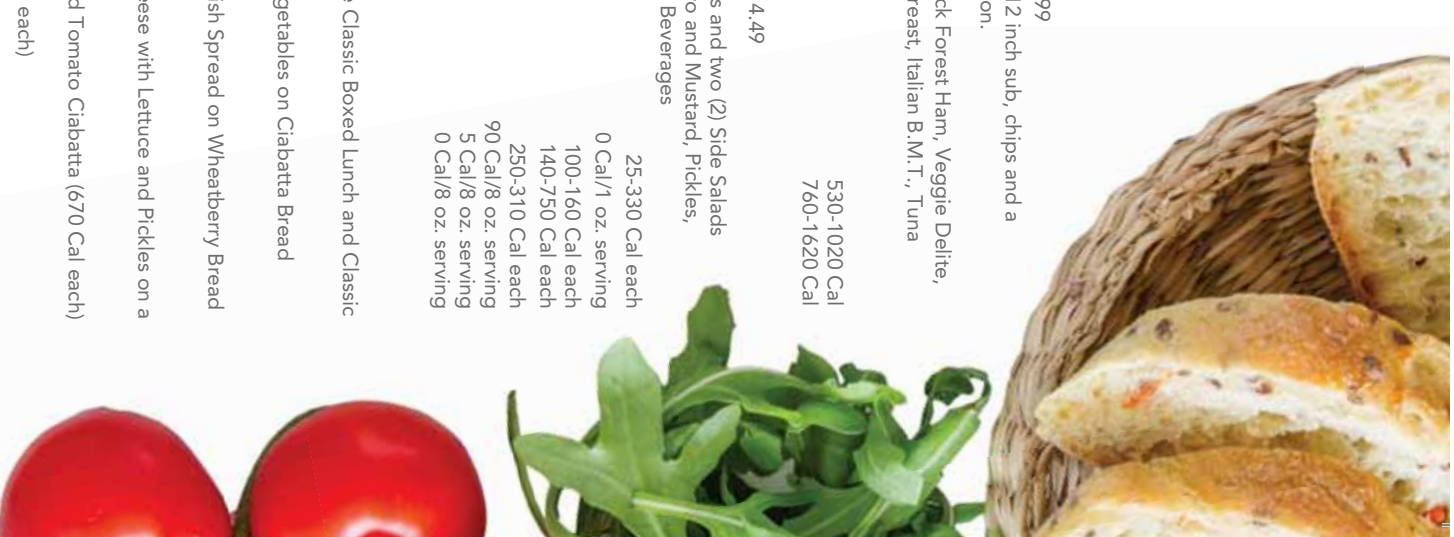 99
12 inch sub, chips and a
on.
ck Forest Ham, Veggie Delite,
reast, Italian B.M.T., Tuna
530-1020 Cal
760-1620 Cal
4.49
s and two (2) Side Salads
o and Mustard, Pickles,
Beverages
25-330 Cal each
0 Cal/1 oz. serving
100-160 Cal each
140-750 Cal each
250-310 Cal each
90 Cal/8 oz. serving
5 Cal/8 oz. serving
0 Cal/8 oz. serving
e Classic Boxed Lunch and Classic
getables on Ciabatta Bread
ish Spread on Wheatberry Bread
eese with Lettuce and Pickles on a
d Tomato Ciabatta (670 Cal each)
each)